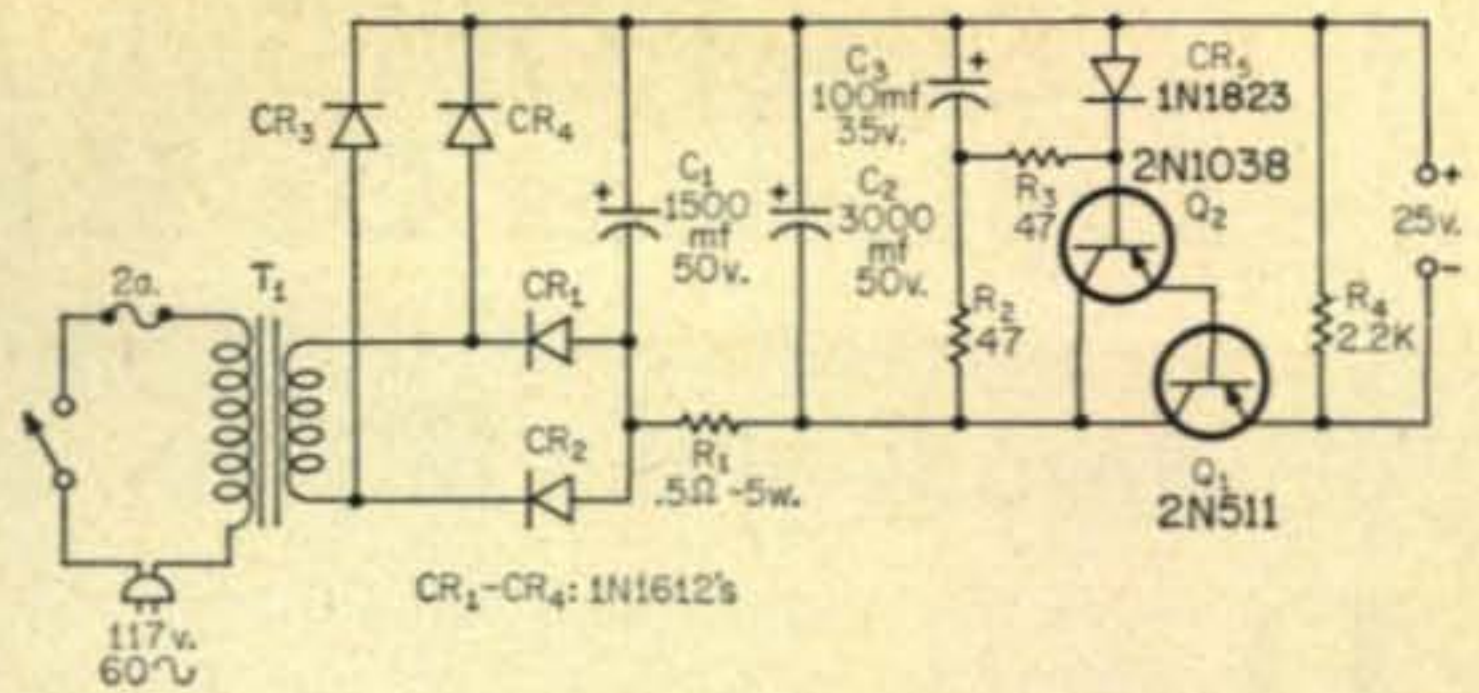 CR₃
CR₄
C₁
1500
mf
50v.
C₂
3000
mf
50v.
C₃
100mf
35v.
CR₅
1N1823
2N1038
Q₂
R₃
47
R₂
47
25v.
+
−
R₄
2.2K
2a.
T₁
CR₁
CR₂
R₁
.5Ω-5w.
Q₁
2N511
CR₁-CR₄: 1N1612's
117v.
60∿
+
+
+